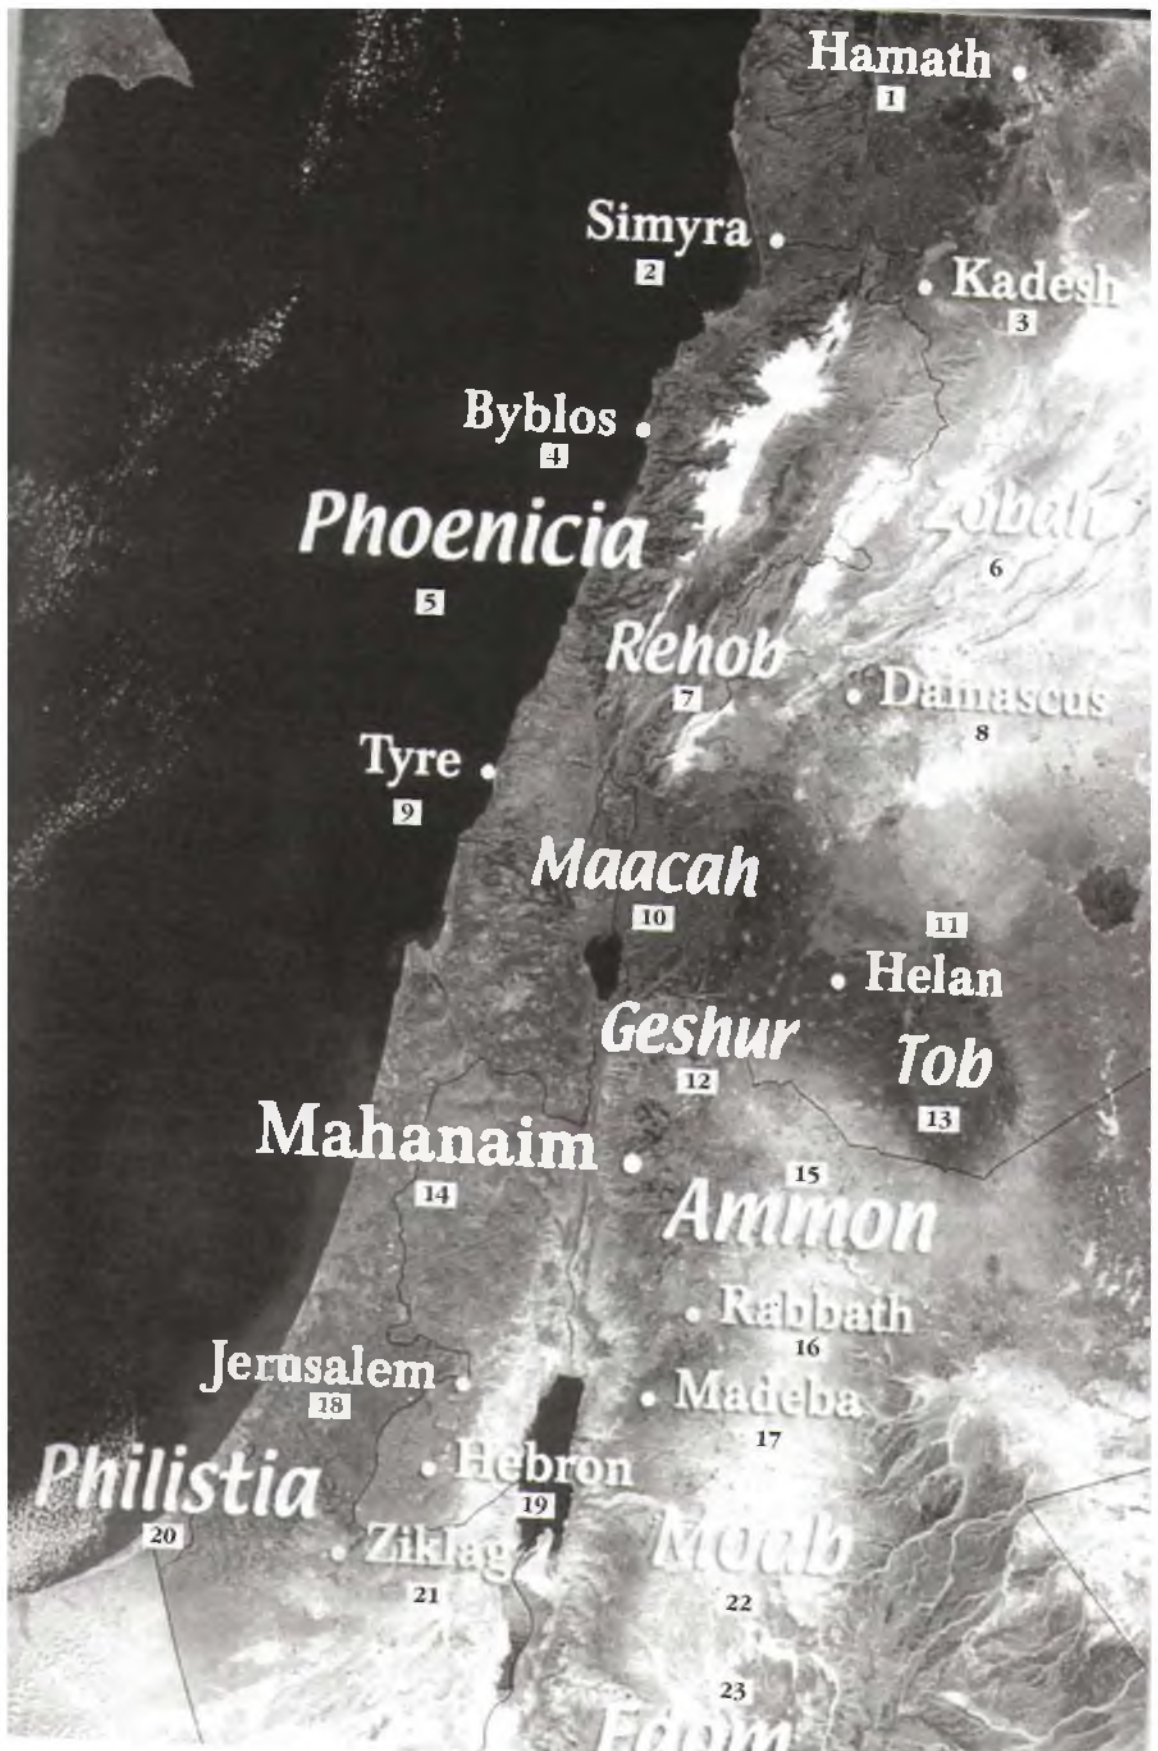 Hamath
1
Simyra
2
Kadesh
3
Byblos
4
Phoenicia
5
Zobah
6
Rehob
7
Damascus
8
Tyre
9
Maacah
10
11
Helan
Geshur
12
Tob
13
Mahanaim
14
15
Ammon
Rabbath
16
Madeba
17
Jerusalem
18
Hebron
19
Philistia
20
Ziklag
21
Moab
22
23
Edom